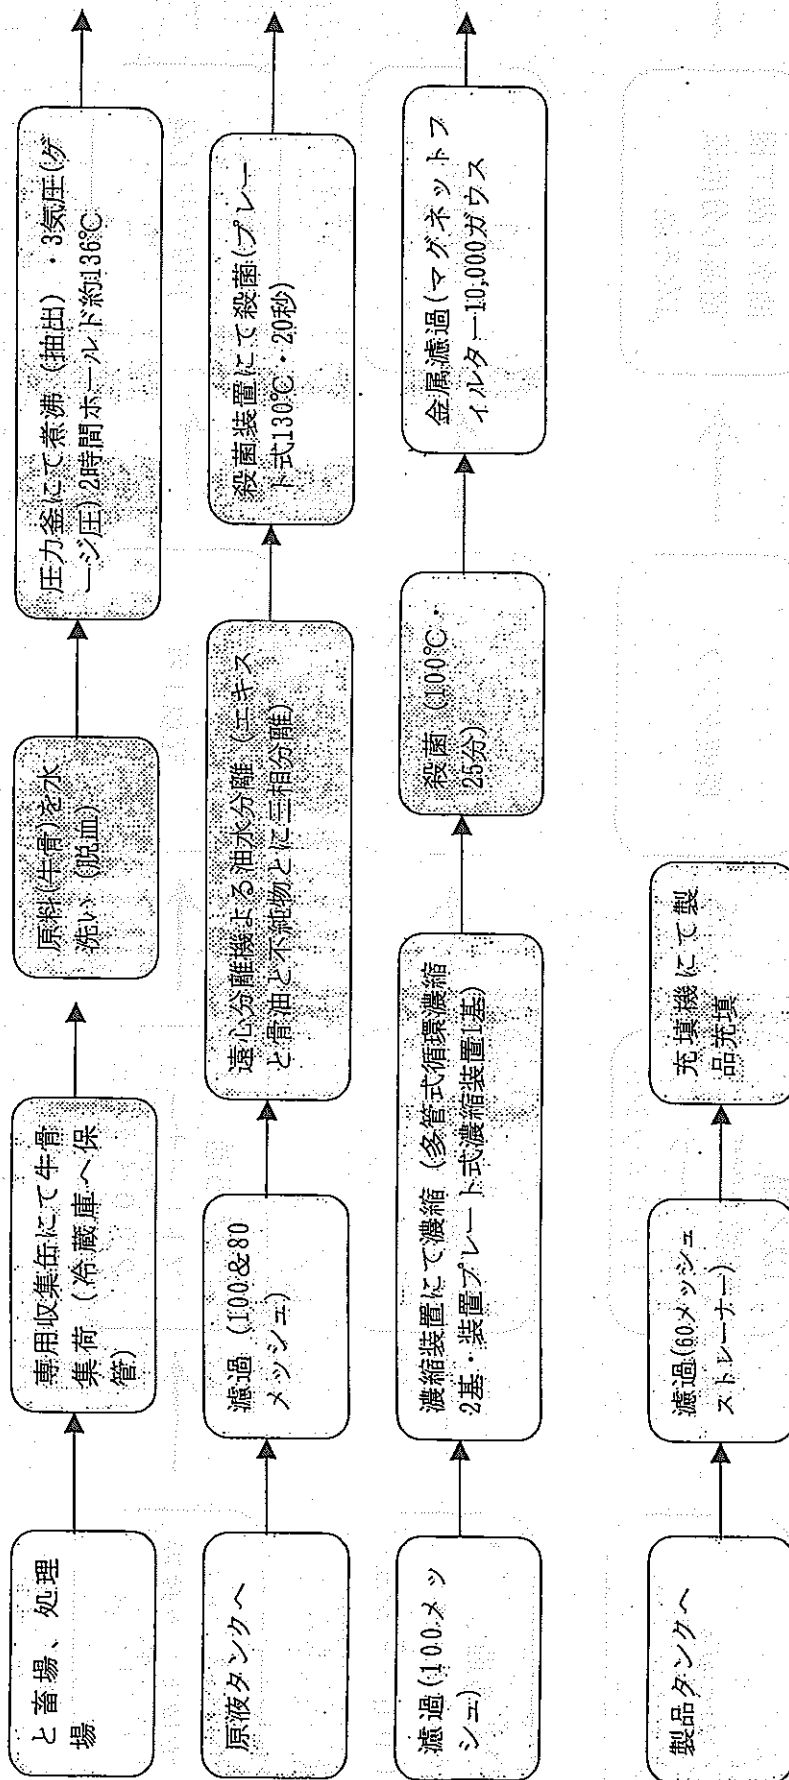 と畜場、処理
場
専用収集缶にて牛骨
集荷（冷蔵庫へ保
管）
原料(牛骨)を水
洗い（脱血）
圧力釜にて煮沸（抽出）・3気圧(ゲ
ージ圧)2時間ホールド約136℃
原液タンクへ
濾過（100&80
メッシュ）
遠心分離機よる油水分離（エキス
と骨油と不純物とに三相分離）
殺菌装置にて殺菌(プレー
ト式130℃・20秒)
濾過(100メッ
シュ)
濃縮装置にて濃縮（多管式循環濃縮
2基・装置プレート式濃縮装置1基）
殺菌（100℃・
25分）
金属濾過(マグネットフ
ィルター10,000ガウス
製品タンクへ
濾過(60メッシュ
ストレーナー)
充填機にて製
品充填